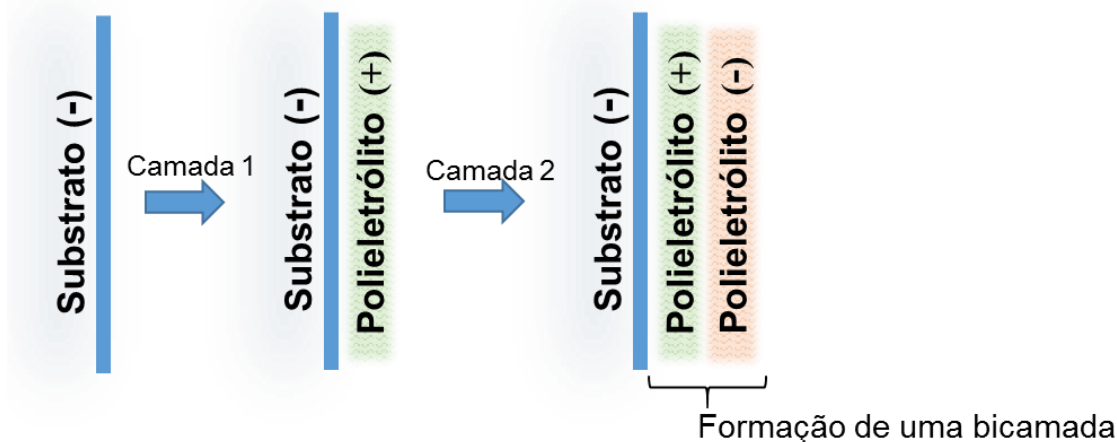 Substrato (-)
Camada 1
Substrato (-)
Polieletrólito (+)
Camada 2
Substrato (-)
Polieletrólito (+)
Polieletrólito (-)
Formação de uma bicamada